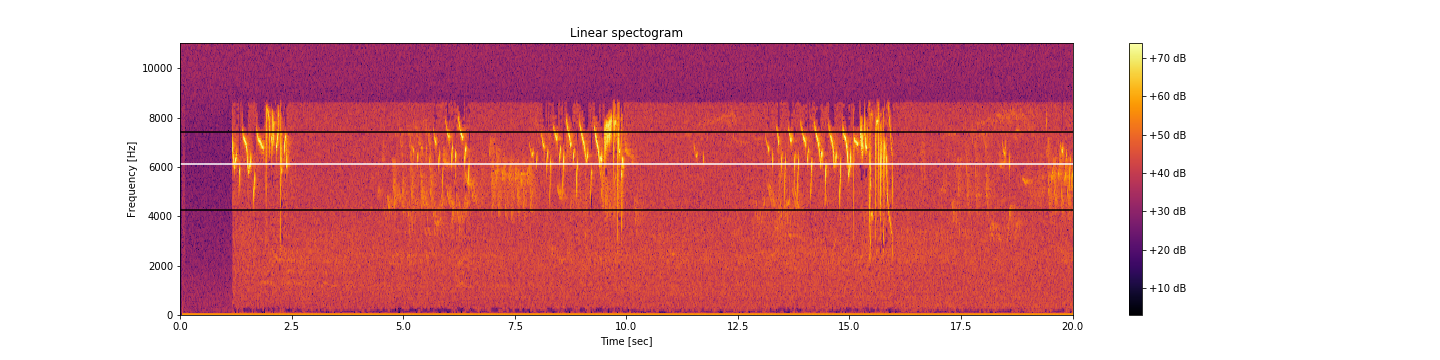 Linear spectogram
10000
8000
6000
4000
2000
0
Frequency [Hz]
0.0 2.5 5.0 7.5 10.0 12.5 15.0 17.5 20.0
Time [sec]
+70 dB
+60 dB
+50 dB
+40 dB
+30 dB
+20 dB
+10 dB